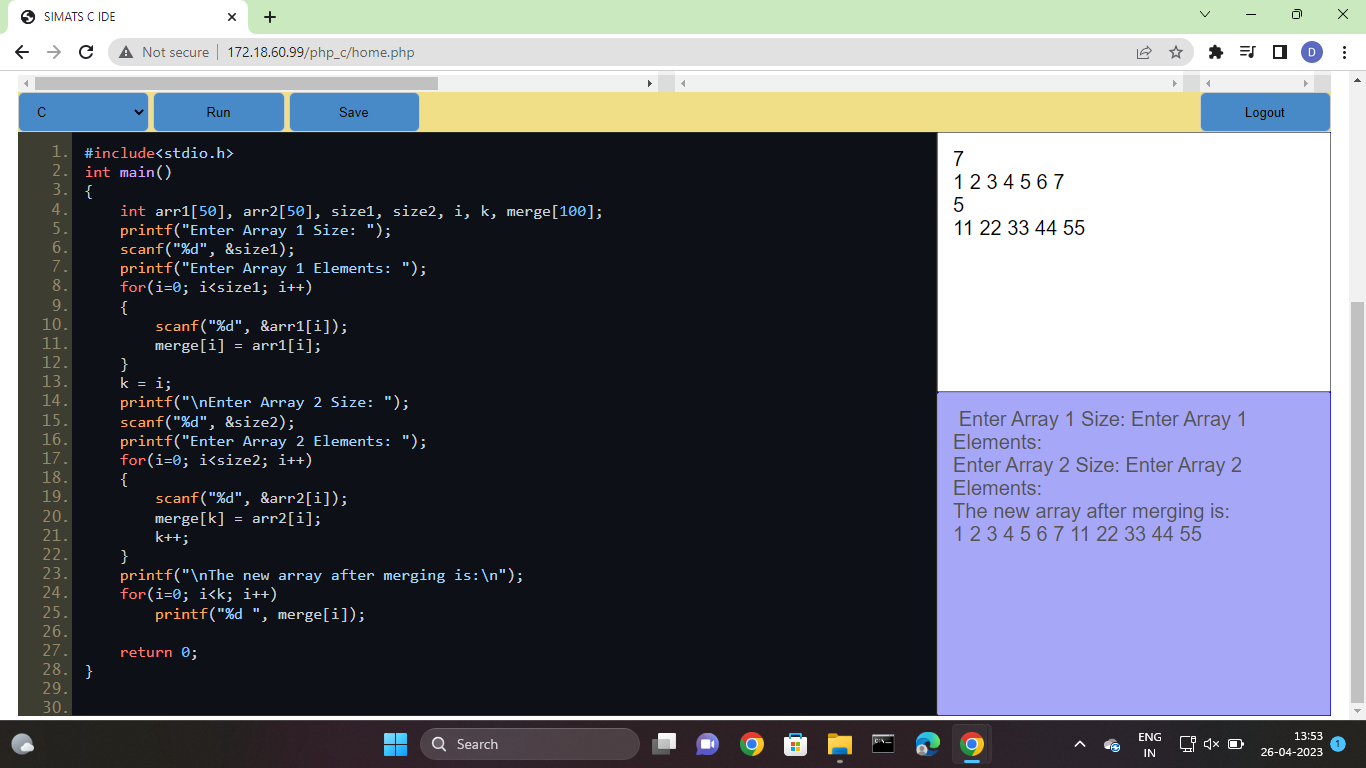 SIMATS C IDE
Not secure | 172.18.60.99/php_c/home.php
D
C Run Save Logout
1. #include<stdio.h>
2. int main()
3. {
4. int arr1[50], arr2[50], size1, size2, i, k, merge[100];
5. printf("Enter Array 1 Size: ");
6. scanf("%d", &size1);
7. printf("Enter Array 1 Elements: ");
8. for(i=0; i<size1; i++)
9. {
10. scanf("%d", &arr1[i]);
11. merge[i] = arr1[i];
12. }
13. k = i;
14. printf("\nEnter Array 2 Size: ");
15. scanf("%d", &size2);
16. printf("Enter Array 2 Elements: ");
17. for(i=0; i<size2; i++)
18. {
19. scanf("%d", &arr2[i]);
20. merge[k] = arr2[i];
21. k++;
22. }
23. printf("\nThe new array after merging is:\n");
24. for(i=0; i<k; i++)
25. printf("%d ", merge[i]);
26.
27. return 0;
28. }
29.
30.
7
1 2 3 4 5 6 7
5
11 22 33 44 55
Enter Array 1 Size: Enter Array 1
Elements:
Enter Array 2 Size: Enter Array 2
Elements:
The new array after merging is:
1 2 3 4 5 6 7 11 22 33 44 55
Search
ENG
IN
13:53
26-04-2023
1